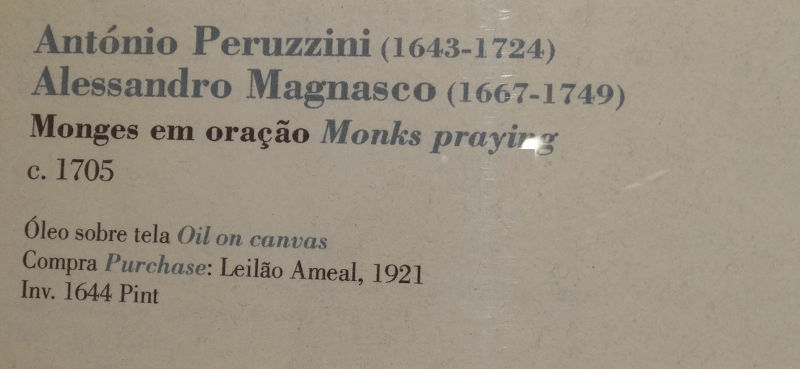 António Peruzzini (1643-1724)
Alessandro Magnasco (1667-1749)
Monges em oração Monks praying
c. 1705
Óleo sobre tela Oil on canvas
Compra Purchase: Leilão Ameal, 1921
Inv. 1644 Pint